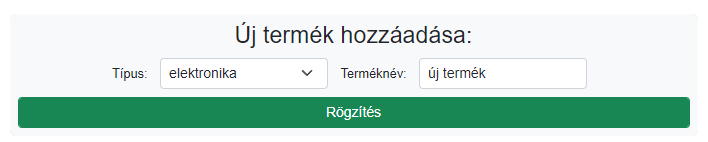 Új termék hozzáadása:
Típus: elektronika Terméknév: új termék
Rögzítés